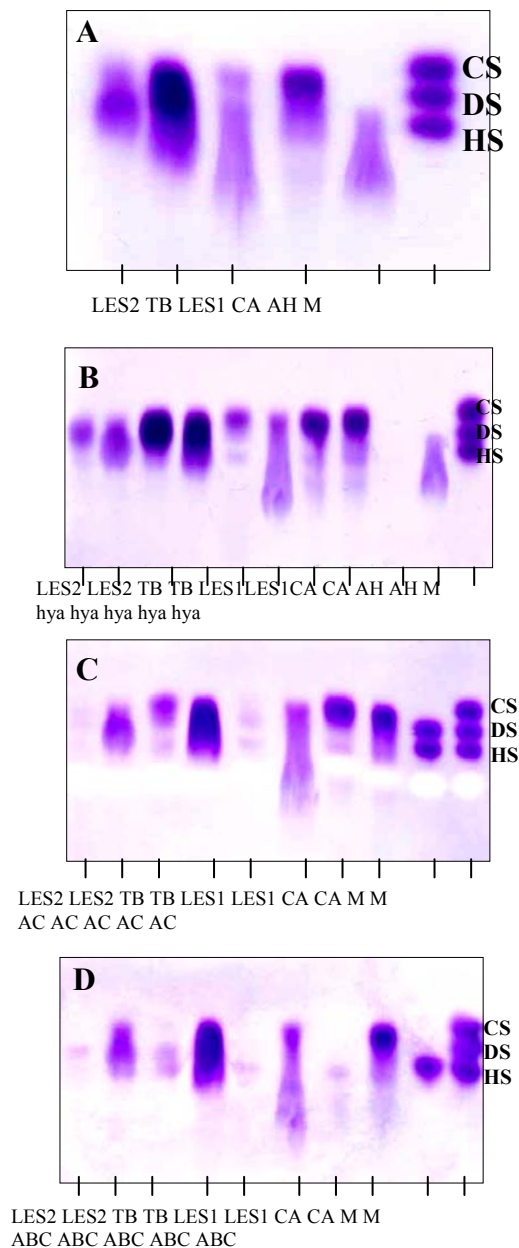 A
CS
DS
HS
LES2 TB LES1 CA AH M
B
CS
DS
HS
LES2 LES2 TB TB LES1LES1CA CA AH AH M
hya hya hya hya hya
C
CS
DS
HS
LES2 LES2 TB TB LES1 LES1 CA CA M M
AC AC AC AC AC
D
CS
DS
HS
LES2 LES2 TB TB LES1 LES1 CA CA M M
ABC ABC ABC ABC ABC